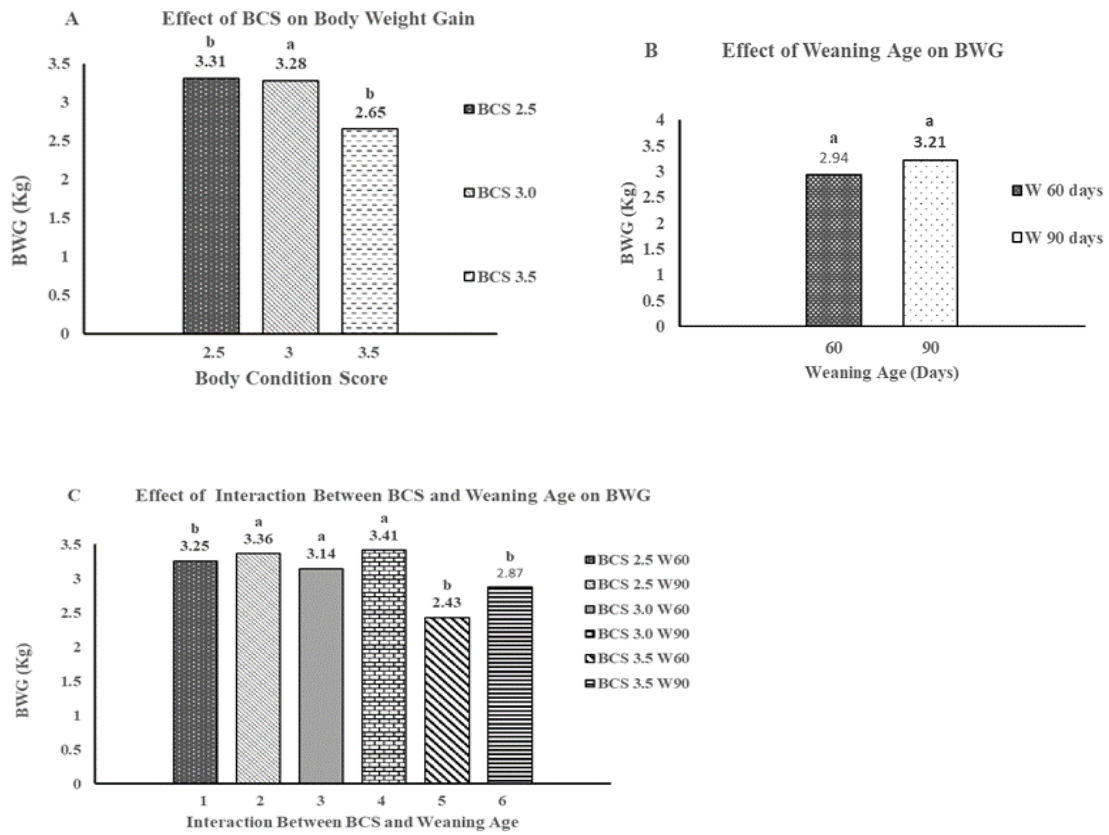 A Effect of BCS on Body Weight Gain
b
3.31
a
3.28
b
2.65
3.5
3
2.5
2
1.5
1
0.5
0
BWG (Kg)
2.5 3 3.5
Body Condition Score
BCS 2.5
BCS 3.0
BCS 3.5
B Effect of Weaning Age on BWG
a
2.94
a
3.21
4
3.5
3
2.5
2
1.5
1
0.5
0
BWG (Kg)
60 90
Weaning Age (Days)
W 60 days
W 90 days
C Effect of Interaction Between BCS and Weaning Age on BWG
b
3.25
a
3.36
a
3.14
a
3.41
b
2.43
b
2.87
3.5
3
2.5
2
1.5
1
0.5
0
BWG (Kg)
1 2 3 4 5 6
Interaction Between BCS and Weaning Age
BCS 2.5 W60
BCS 2.5 W90
BCS 3.0 W60
BCS 3.0 W90
BCS 3.5 W60
BCS 3.5 W90